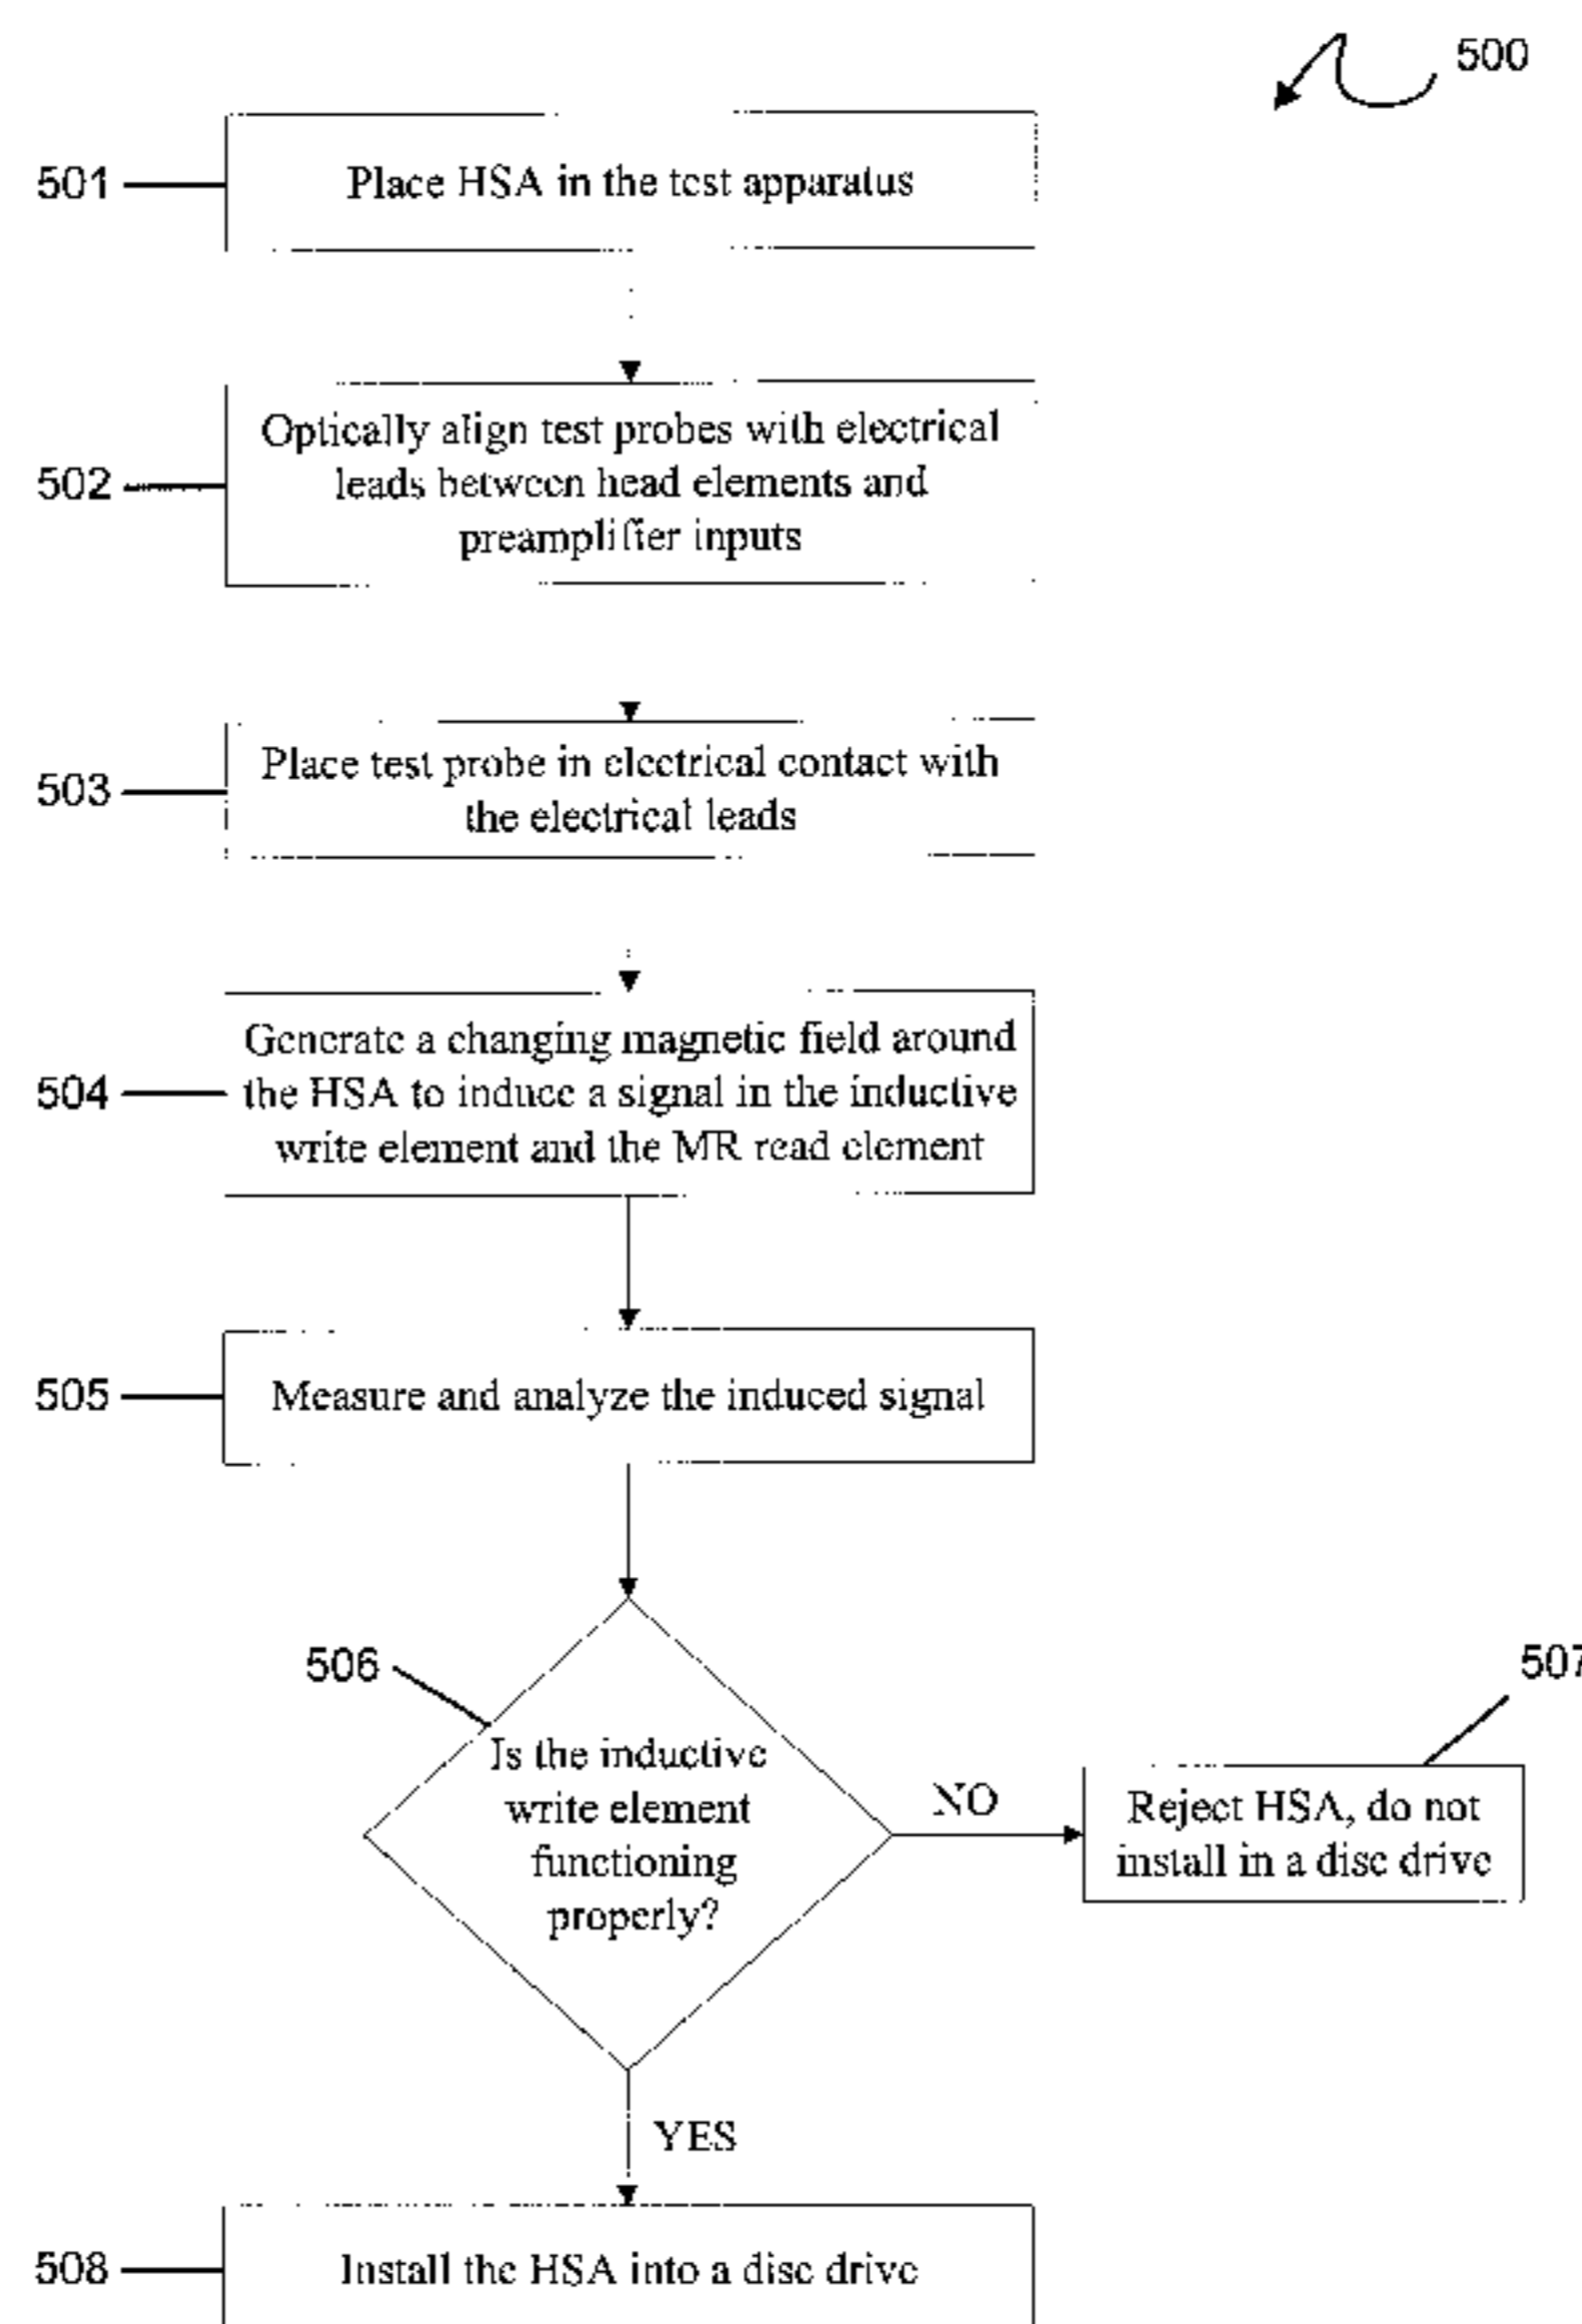 500
501
Place HSA in the test apparatus
502
Optically align test probes with electrical
leads between head elements and
preamplifier inputs
503
Place test probe in electrical contact with
the electrical leads
504
Generate a changing magnetic field around
the HSA to induce a signal in the inductive
write element and the MR read element
505
Measure and analyze the induced signal
506
Is the inductive
write element
functioning
properly?
NO
507
Reject HSA, do not
install in a disc drive
YES
508
Install the HSA into a disc drive